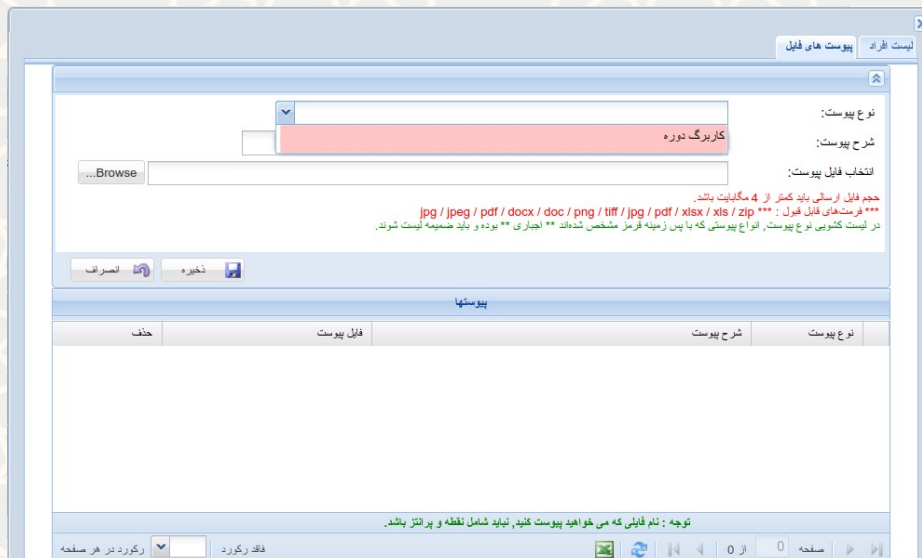 لیست افراد
پیوست های فایل
نوع پیوست:
کاربرگ دوره
شرح پیوست:
انتخاب فایل پیوست:
Browse...
حجم فایل ارسالی باید کمتر از 4 مگابایت باشد.
*** فرمت‌های قابل قبول : *** jpg / jpeg / pdf / docx / doc / png / tiff / jpg / pdf / xlsx / xls / zip
در لیست کشویی نوع پیوست, انواع پیوستی که با پس زمینه قرمز مشخص شده‌اند ** اجباری ** بوده و باید ضمیمه لیست شوند.
ذخیره
انصراف
پیوستها
نوع پیوست
شرح پیوست
فایل پیوست
حذف
توجه : نام فایلی که می خواهید پیوست کنید, نباید شامل نقطه و پرانتز باشد.
صفحه 0 از 0
فاقد رکورد
رکورد در هر صفحه